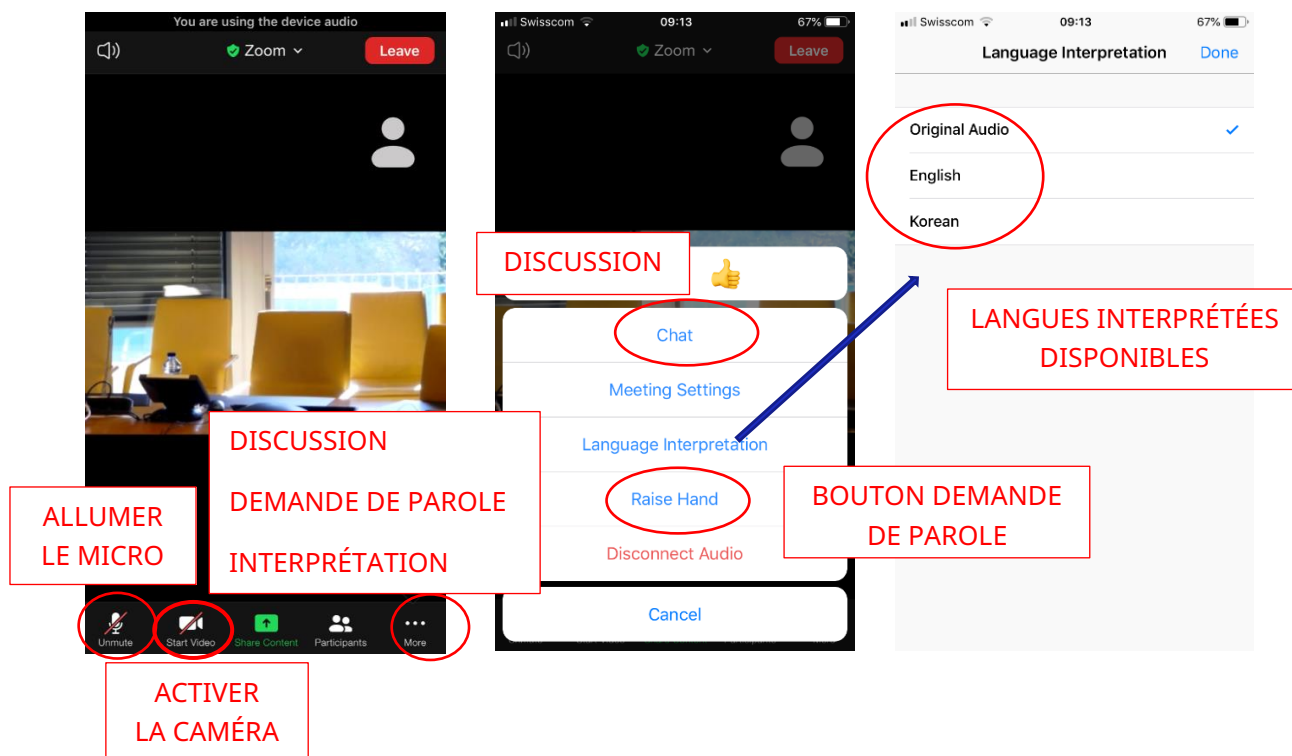 You are using the device audio
Zoom
Leave
DISCUSSION
DEMANDE DE PAROLE
INTERPRÉTATION
ALLUMER
LE MICRO
Unmute
Start Video
Share Content
Participants
More
ACTIVER
LA CAMÉRA
Swisscom 09:13 67%
Zoom
Leave
DISCUSSION
Chat
Meeting Settings
Language Interpretation
Raise Hand
Disconnect Audio
Cancel
BOUTON DEMANDE
DE PAROLE
Swisscom 09:13 67%
Language Interpretation Done
Original Audio
English
Korean
LANGUES INTERPRÉTÉES
DISPONIBLES